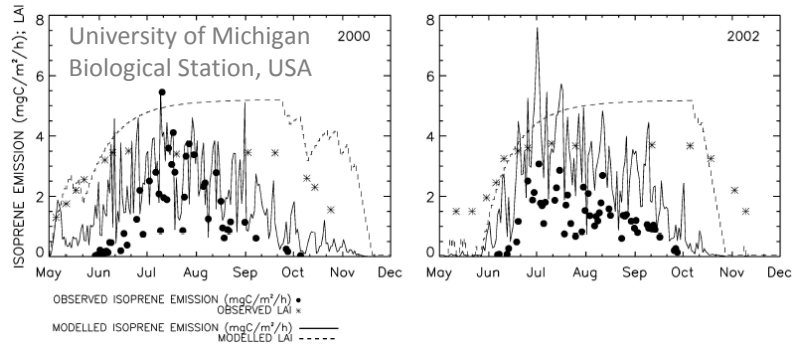 ISOPRENE EMISSION (mgC/m²/h); LAI
University of Michigan
Biological Station, USA
2000
8
6
4
2
0
May Jun Jul Aug Sep Oct Nov Dec
2002
8
6
4
2
0
May Jun Jul Aug Sep Oct Nov Dec
OBSERVED ISOPRENE EMISSION (mgC/m²/h)
OBSERVED LAI
MODELLED ISOPRENE EMISSION (mgC/m²/h)
MODELLED LAI